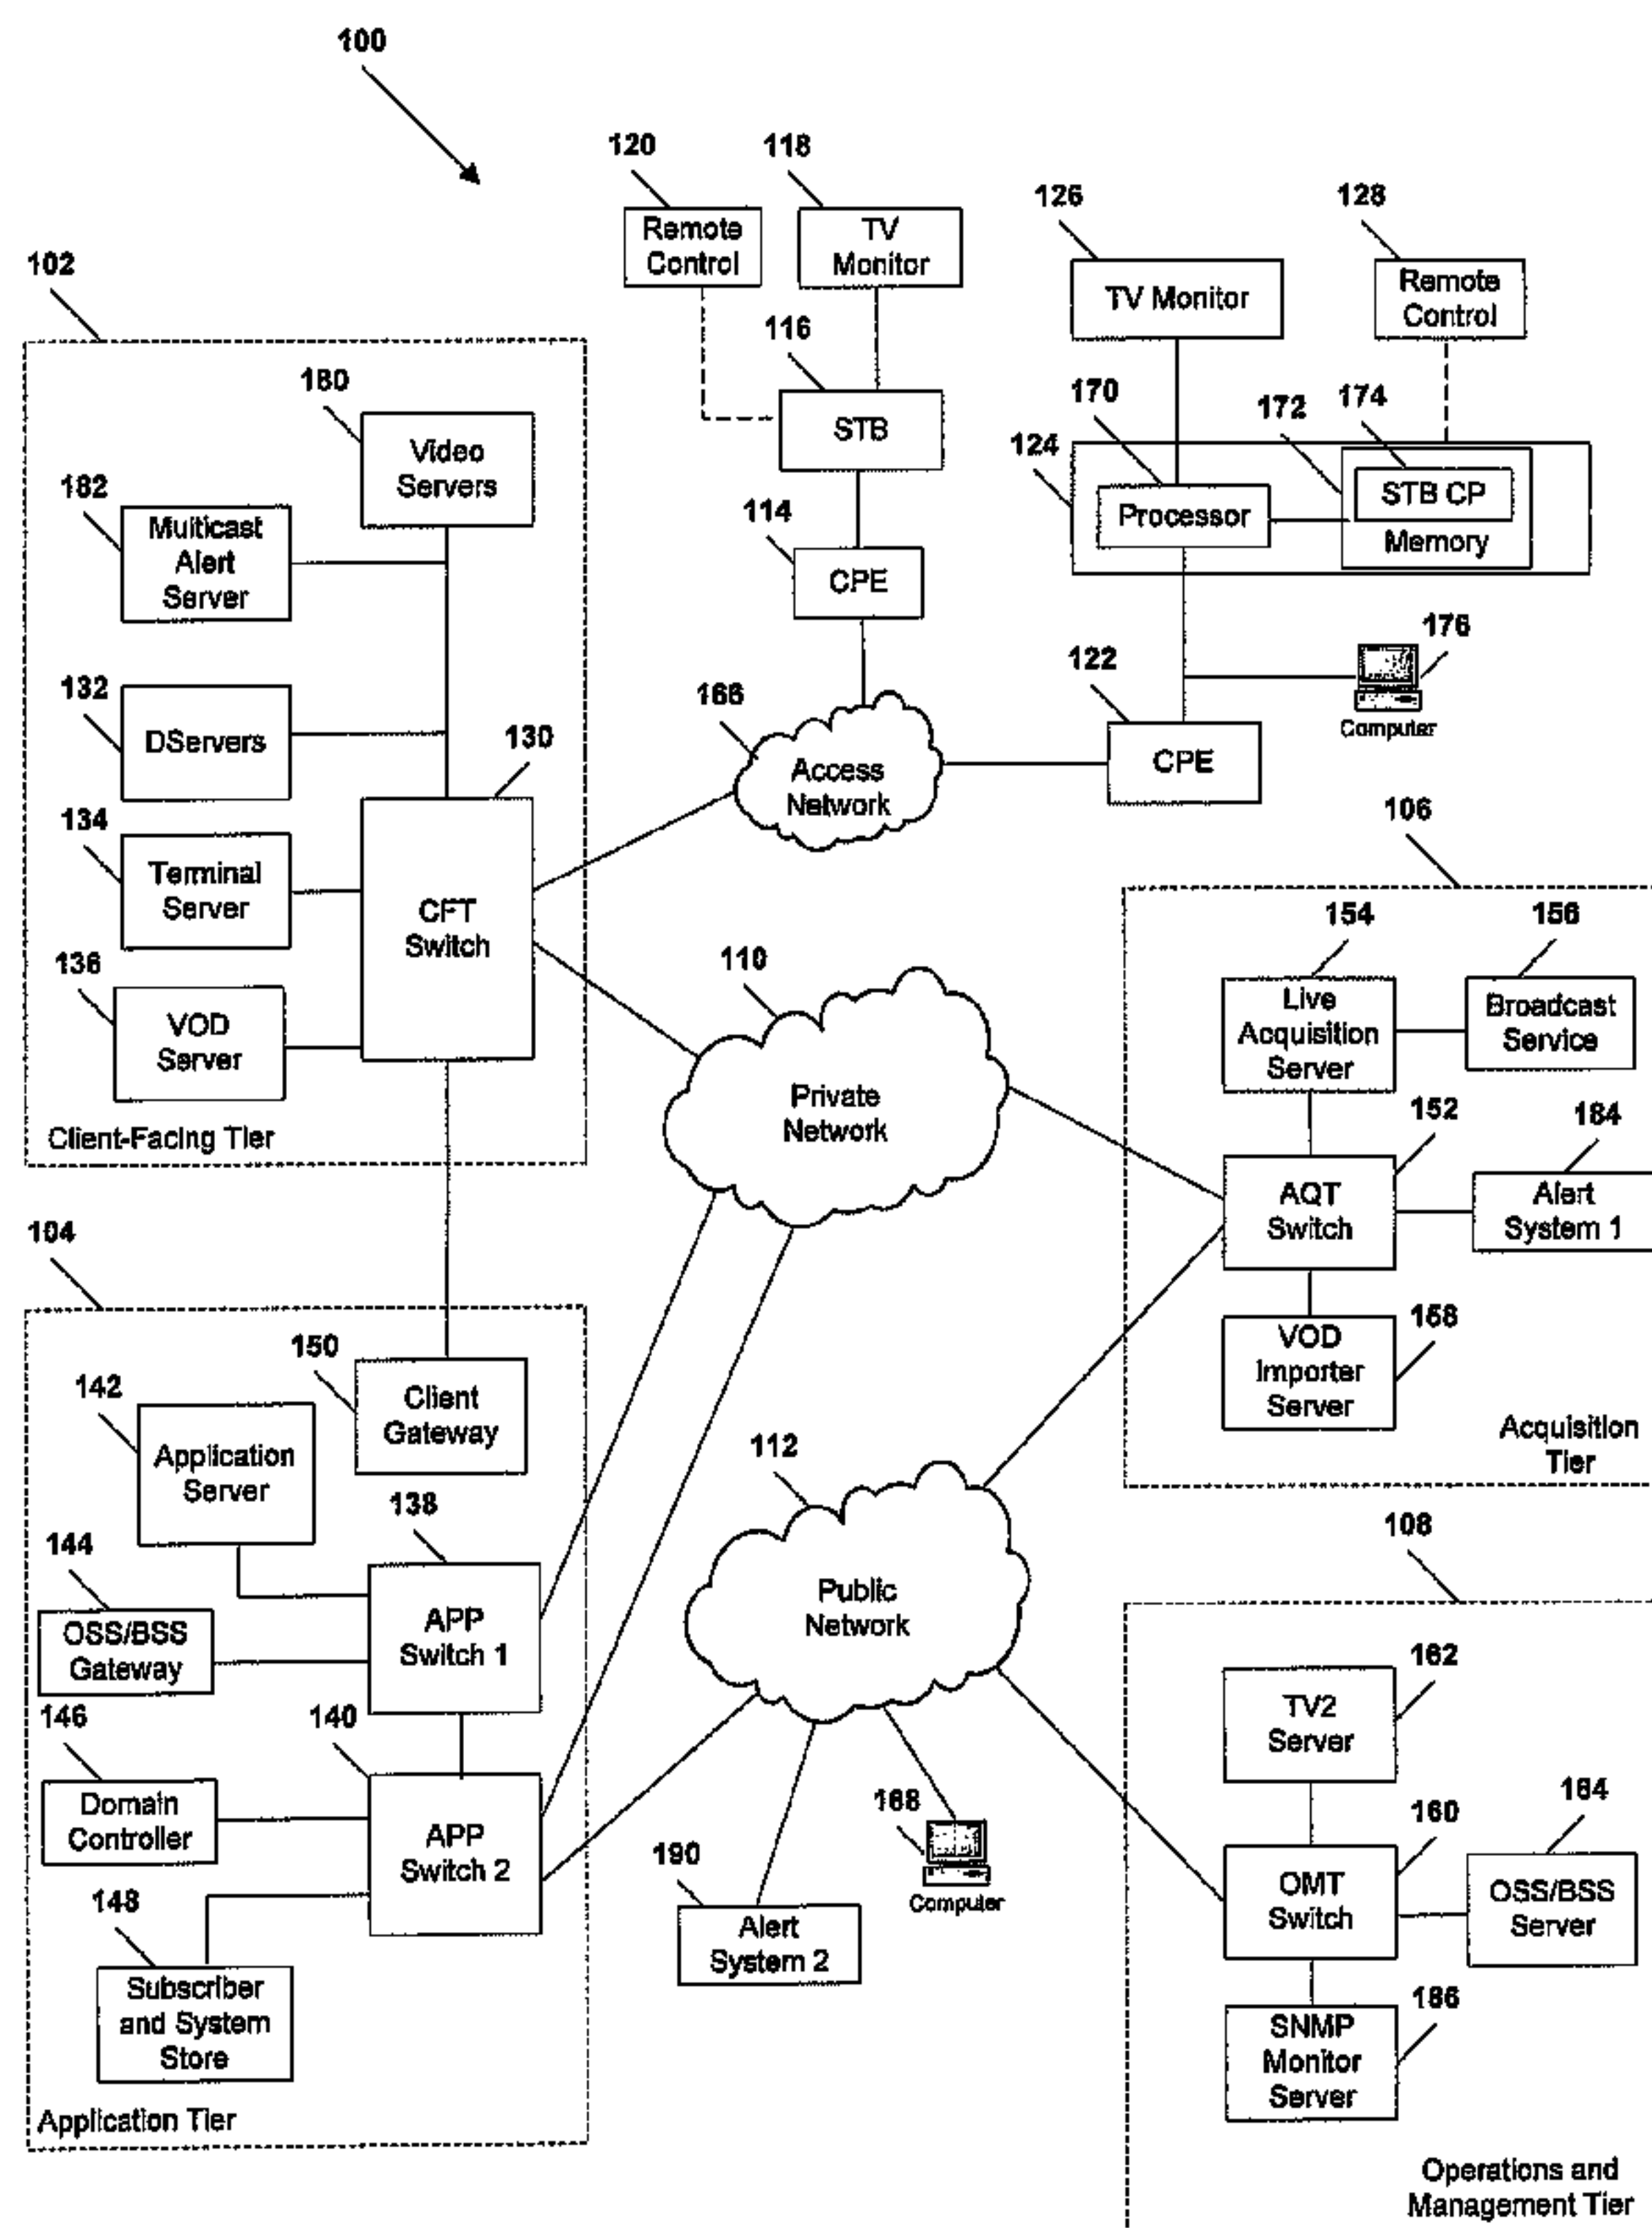 100
120
118
Remote
Control
TV
Monitor
126
128
TV Monitor
Remote
Control
102
116
STB
180
Video
Servers
170
172
174
124
Processor
STB CP
Memory
182
Multicast
Alert
Server
114
CPE
176
Computer
122
CPE
132
DServers
130
166
Access
Network
134
Terminal
Server
CFT
Switch
136
VOD
Server
Client-Facing Tier
110
Private
Network
106
154
156
Live
Acquisition
Server
Broadcast
Service
152
184
AQT
Switch
Alert
System 1
158
VOD
Importer
Server
Acquisition
Tier
104
150
Client
Gateway
142
Application
Server
138
144
OSS/BSS
Gateway
APP
Switch 1
146
140
Domain
Controller
APP
Switch 2
148
Subscriber
and System
Store
Application Tier
112
Public
Network
168
Computer
190
Alert
System 2
108
162
TV2
Server
160
164
OMT
Switch
OSS/BSS
Server
186
SNMP
Monitor
Server
Operations and
Management Tier